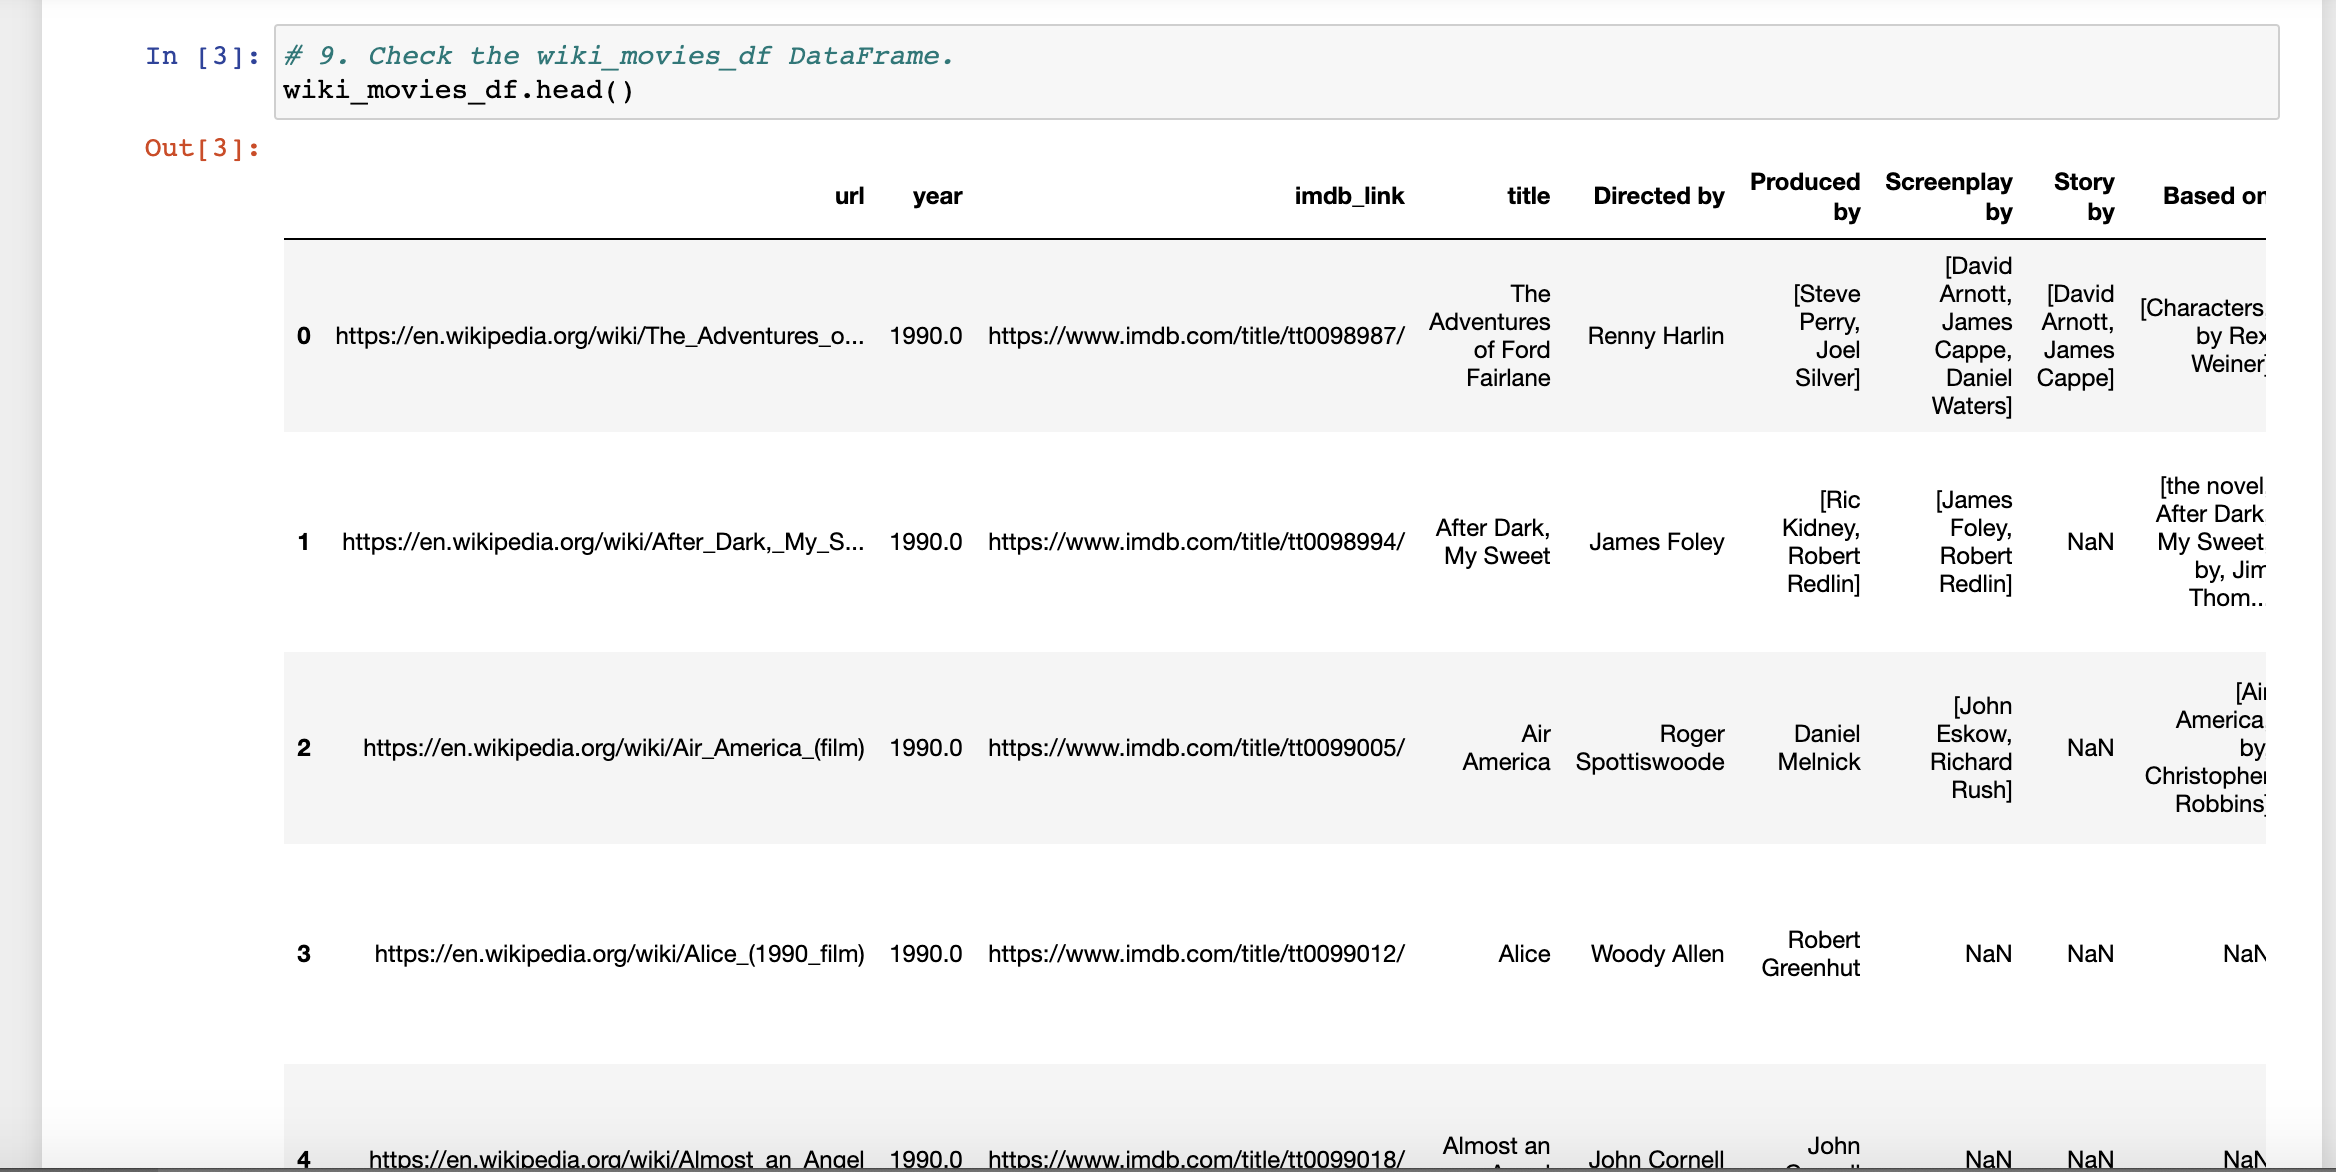 In [3]:
# 9. Check the wiki_movies_df DataFrame.
wiki_movies_df.head()
Out[3]:
url year imdb_link title Directed by Produced by Screenplay by Story by Based on
0 https://en.wikipedia.org/wiki/The_Adventures_o... 1990.0 https://www.imdb.com/title/tt0098987/ The Adventures of Ford Fairlane Renny Harlin [Steve Perry, Joel Silver] [David Arnott, James Cappe, Daniel Waters] [David Arnott, James Cappe] [Characters, by Rex Weiner]
1 https://en.wikipedia.org/wiki/After_Dark,_My_S... 1990.0 https://www.imdb.com/title/tt0098994/ After Dark, My Sweet James Foley [Ric Kidney, Robert Redlin] [James Foley, Robert Redlin] NaN [the novel, After Dark, My Sweet, by, Jim Thom...
2 https://en.wikipedia.org/wiki/Air_America_(film) 1990.0 https://www.imdb.com/title/tt0099005/ Air America Roger Spottiswoode Daniel Melnick [John Eskow, Richard Rush] NaN [Air America, by Christopher Robbins]
3 https://en.wikipedia.org/wiki/Alice_(1990_film) 1990.0 https://www.imdb.com/title/tt0099012/ Alice Woody Allen Robert Greenhut NaN NaN NaN
4 https://en.wikipedia.org/wiki/Almost_an_Angel 1990.0 https://www.imdb.com/title/tt0099018/ Almost an John Cornell John NaN NaN NaN